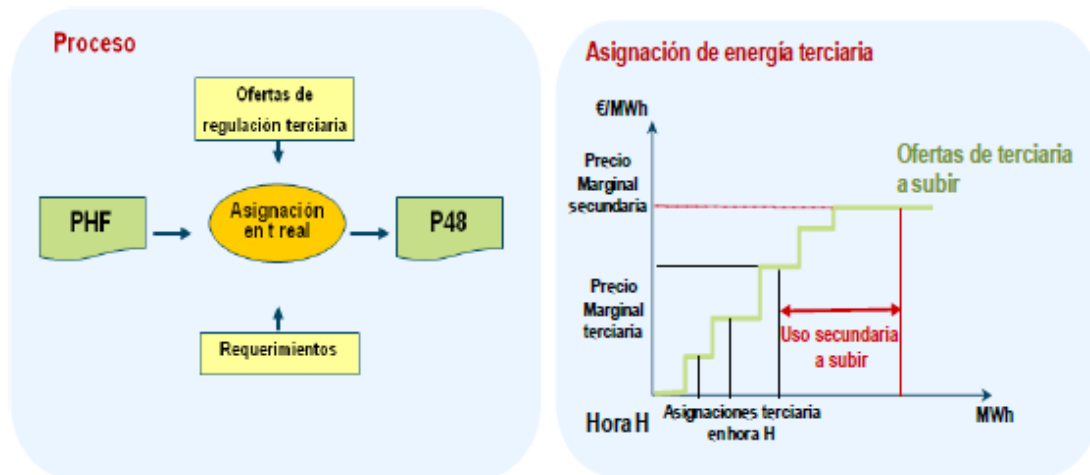 Proceso
Ofertas de
regulación terciaria
PHF
Asignación
en t real
P48
Requerimientos
Asignación de energía terciaria
€/MWh
Precio
Marginal
secundaria
Ofertas de terciaria
a subir
Precio
Marginal
terciaria
Uso secundaria
a subir
Hora H
Asignaciones terciaria
en hora H
MWh